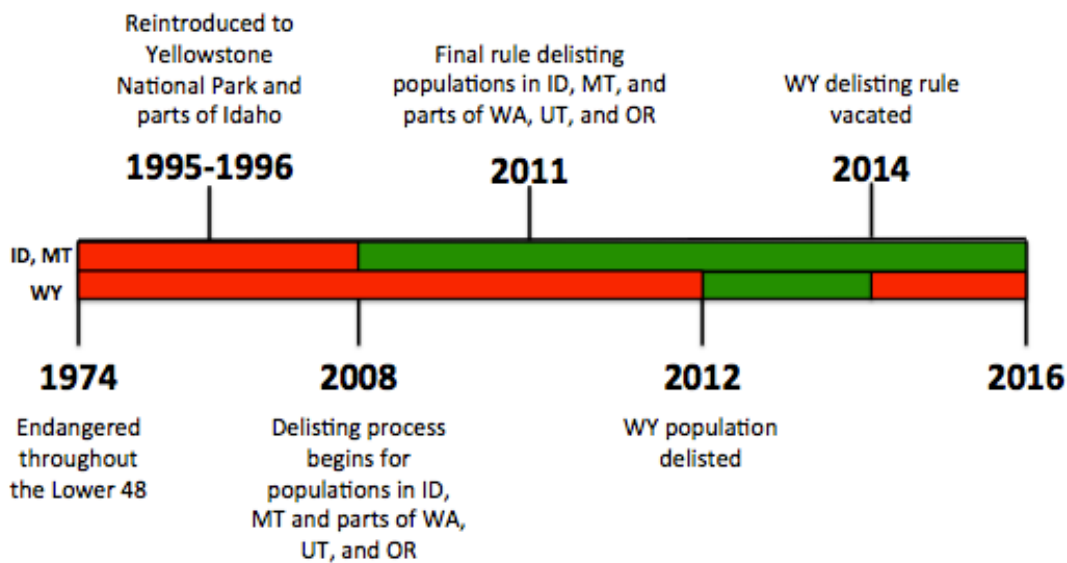 Reintroduced to
Yellowstone
National Park and
parts of Idaho
1995-1996
Final rule delisting
populations in ID, MT, and
parts of WA, UT, and OR
2011
WY delisting rule
vacated
2014
ID, MT
WY
1974
Endangered
throughout
the Lower 48
2008
Delisting process
begins for
populations in ID,
MT and parts of WA,
UT, and OR
2012
WY population
delisted
2016